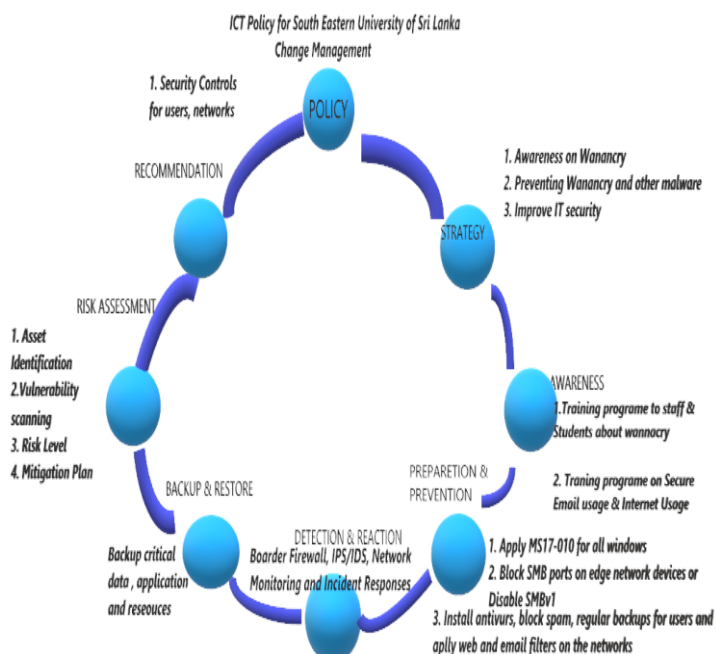 ICT Policy for South Eastern University of Sri Lanka
Change Management
POLICY
1. Security Controls
for users, networks
RECOMMENDATION
1. Awareness on Wanancry
2. Preventing Wanancry and other malware
3. Improve IT security
STRATEGY
RISK ASSESSMENT
1. Asset
Identification
2.Vulnerability
scanning
3. Risk Level
4. Mitigation Plan
AWARENESS
1.Training programe to staff &
Students about wannocry
2. Traning programe on Secure
Email usage & Internet Usage
PREPARETION &
PREVENTION
1. Apply MS17-010 for all windows
2. Block SMB ports on edge network devices or
Disable SMBv1
3. Install antivurs, block spam, regular backups for users and
aplly web and email filters on the networks
DETECTION & REACTION
Boarder Firewall, IPS/IDS, Network
Monitoring and Incident Responses
BACKUP & RESTORE
Backup critical
data , application
and reseouces